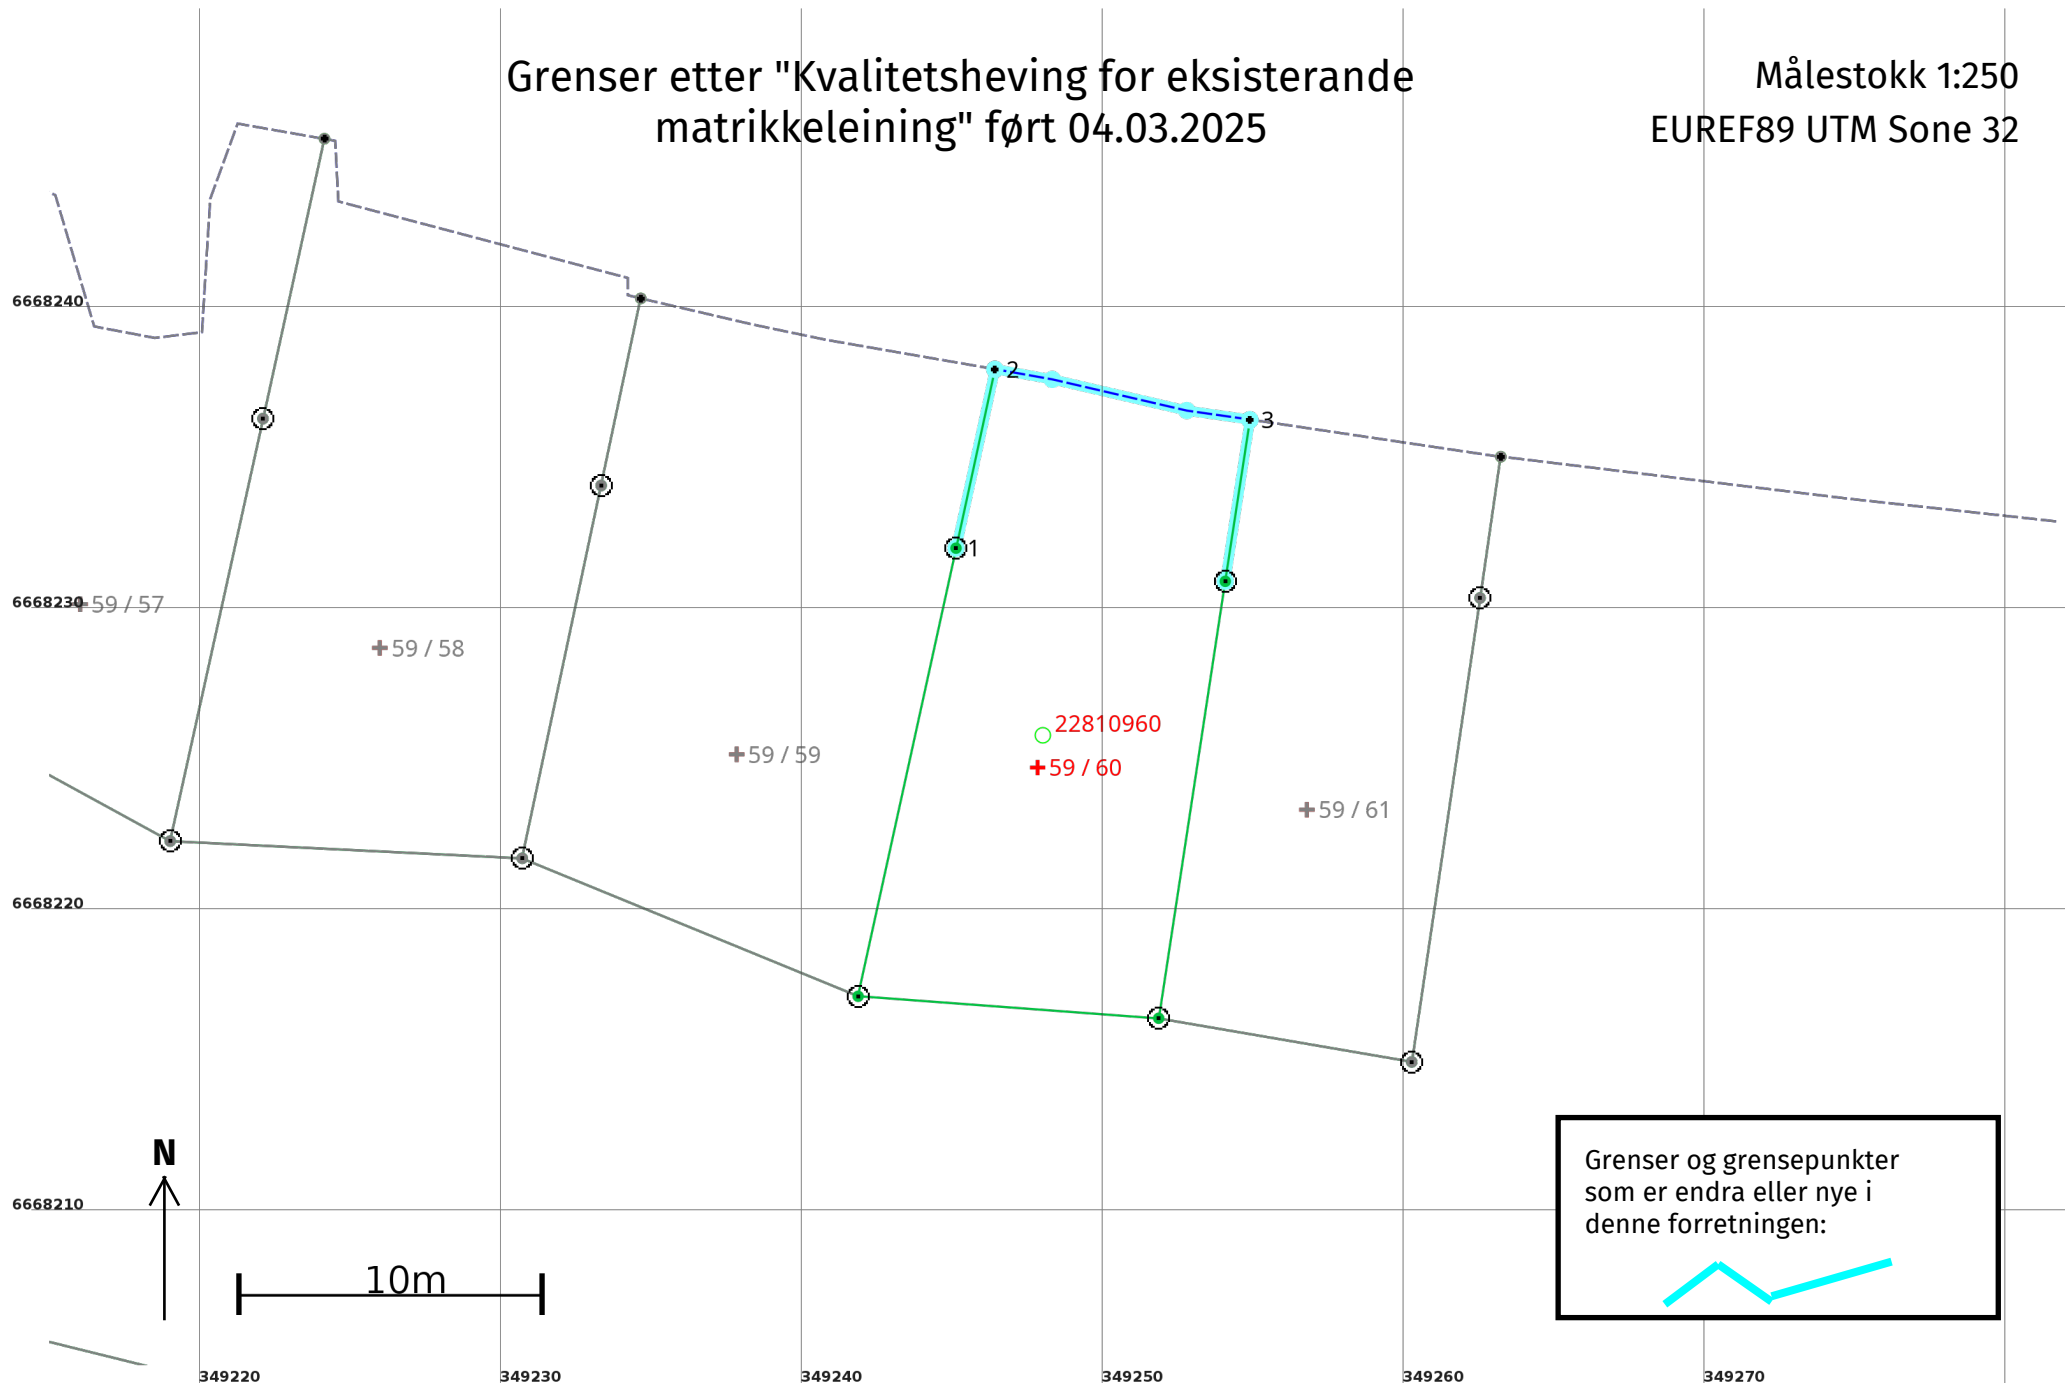 Grenser etter "Kvalitetsheving for eksisterande
matrikkeleining" ført 04.03.2025
Målestokk 1:250
EUREF89 UTM Sone 32
6668240
2
3
1
6668230
59 / 57
59 / 58
22810960
59 / 59
59 / 60
59 / 61
6668220
N
6668210
10m
Grenser og grensepunkter
som er endra eller nye i
denne forretningen:
349220
349230
349240
349250
349260
349270